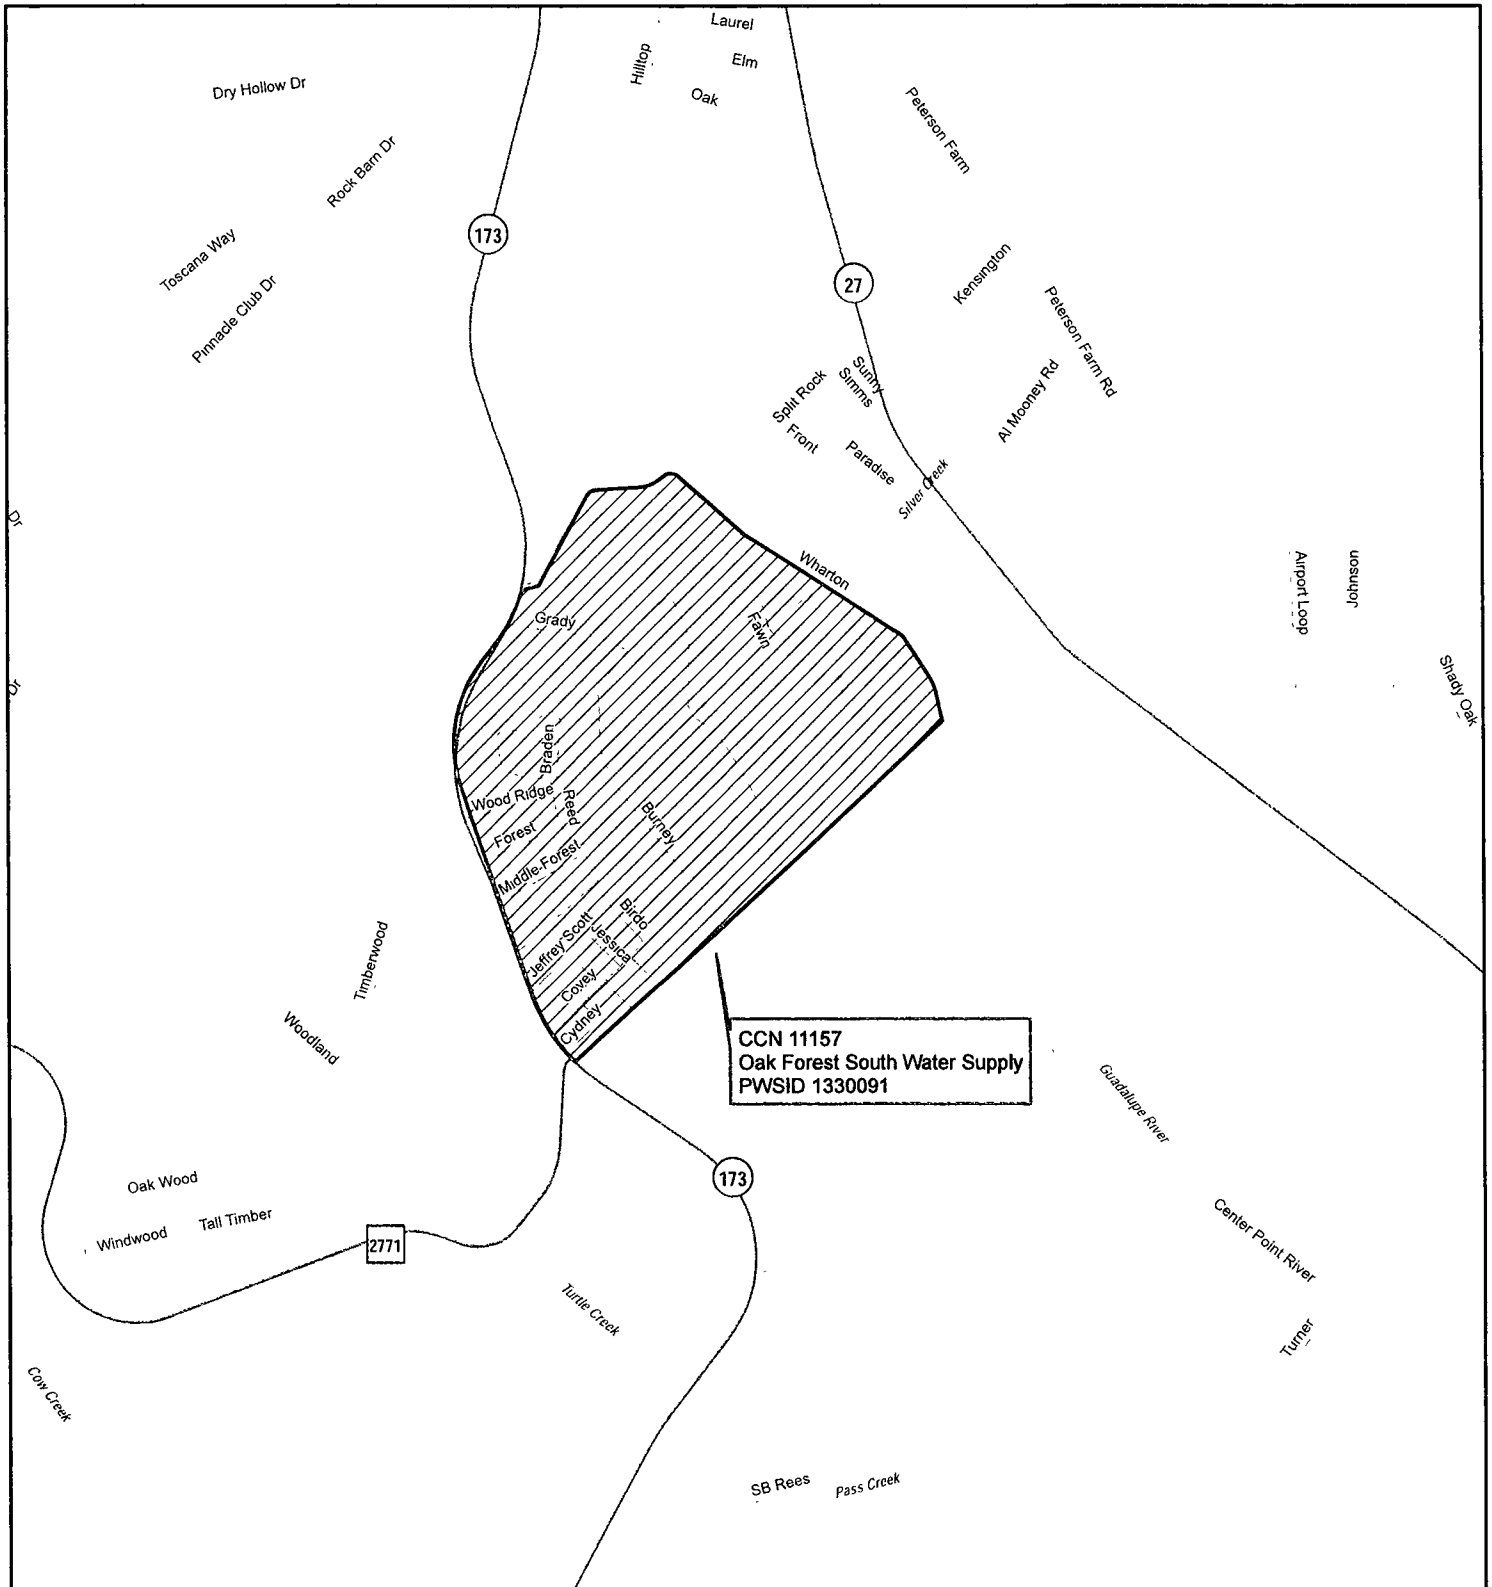 Laurel
Hilltop
Elm
Oak
Dry Hollow Dr
Peterson Farm
Rock Barn Dr
173
Toscana Way
Kensington
27
Pinnacle Club Dr
Peterson Farm Rd
Sunny
Simms
Split Rock
Al Mooney Rd
Front
Paradise
Silver Creek
Dr
Wharton
Airport Loop
Johnson
Grady
Fawn
Dr
Shady Oak
Braden
Wood Ridge
Reed
Forest
Burney
Middle Forest
Birdo
Jeffrey Scott
Jessica
Timberwood
Covey
Cydney
Woodland
CCN 11157
Oak Forest South Water Supply
PWSID 1330091
Guadalupe River
173
Oak Wood
Tall Timber
Windwood
2771
Center Point River
Turtle Creek
Turner
Cow Creek
SB Rees
Pass Creek